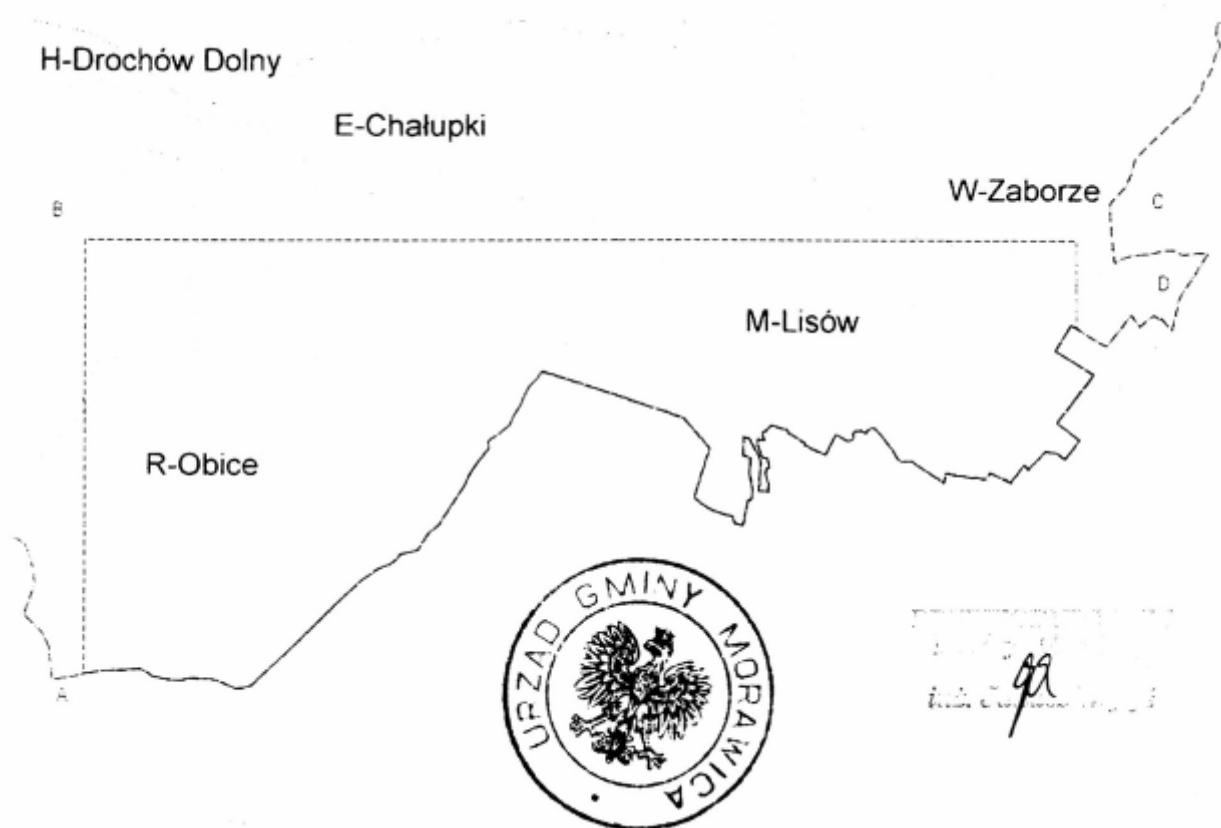 H-Drochów Dolny
E-Chałupki
W-Zaborze
B
C
D
M-Lisów
R-Obice
A
URZĄD GMINY MORAWICA